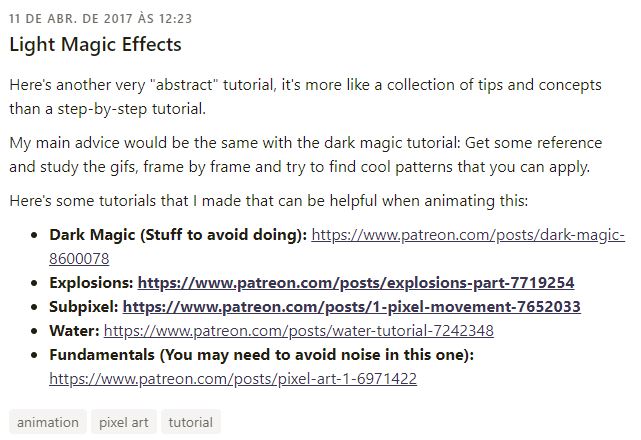 11 DE ABR. DE 2017 ÀS 12:23
Light Magic Effects
Here's another very "abstract" tutorial, it's more like a collection of tips and concepts
than a step-by-step tutorial.
My main advice would be the same with the dark magic tutorial: Get some reference
and study the gifs, frame by frame and try to find cool patterns that you can apply.
Here's some tutorials that I made that can be helpful when animating this:
• Dark Magic (Stuff to avoid doing): https://www.patreon.com/posts/dark-magic-
8600078
• Explosions: https://www.patreon.com/posts/explosions-part-7719254
• Subpixel: https://www.patreon.com/posts/1-pixel-movement-7652033
• Water: https://www.patreon.com/posts/water-tutorial-7242348
• Fundamentals (You may need to avoid noise in this one):
https://www.patreon.com/posts/pixel-art-1-6971422
animation pixel art tutorial